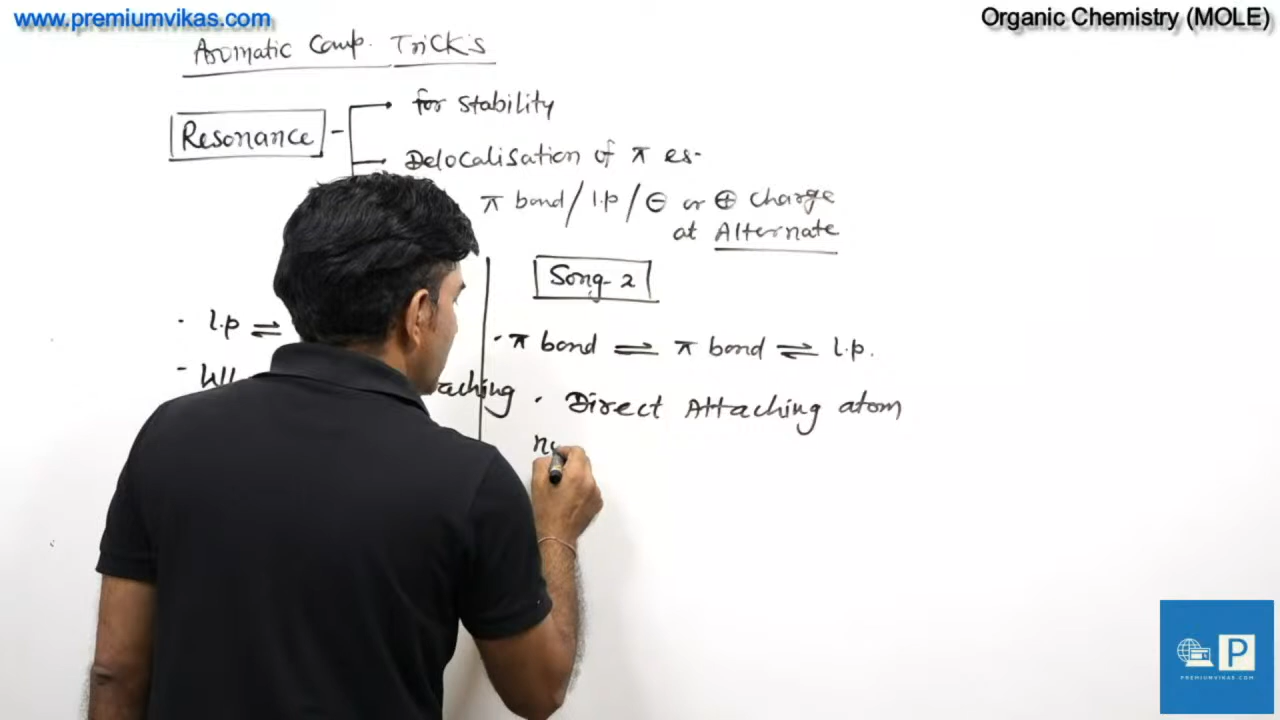 www.premiumvikas.com
Organic Chemistry (MOLE)
Aromatic Comp. Trick's
Resonance
→ for stability
→ Delocalisation of π es-
π bond / l.p / ⊖ or ⊕ charge
at Alternate
· l.p ⇌
aching
Song-2
· π bond ⇌ π bond ⇌ l.p.
· Direct Attaching atom
P
PREMIUMVIKAS.COM